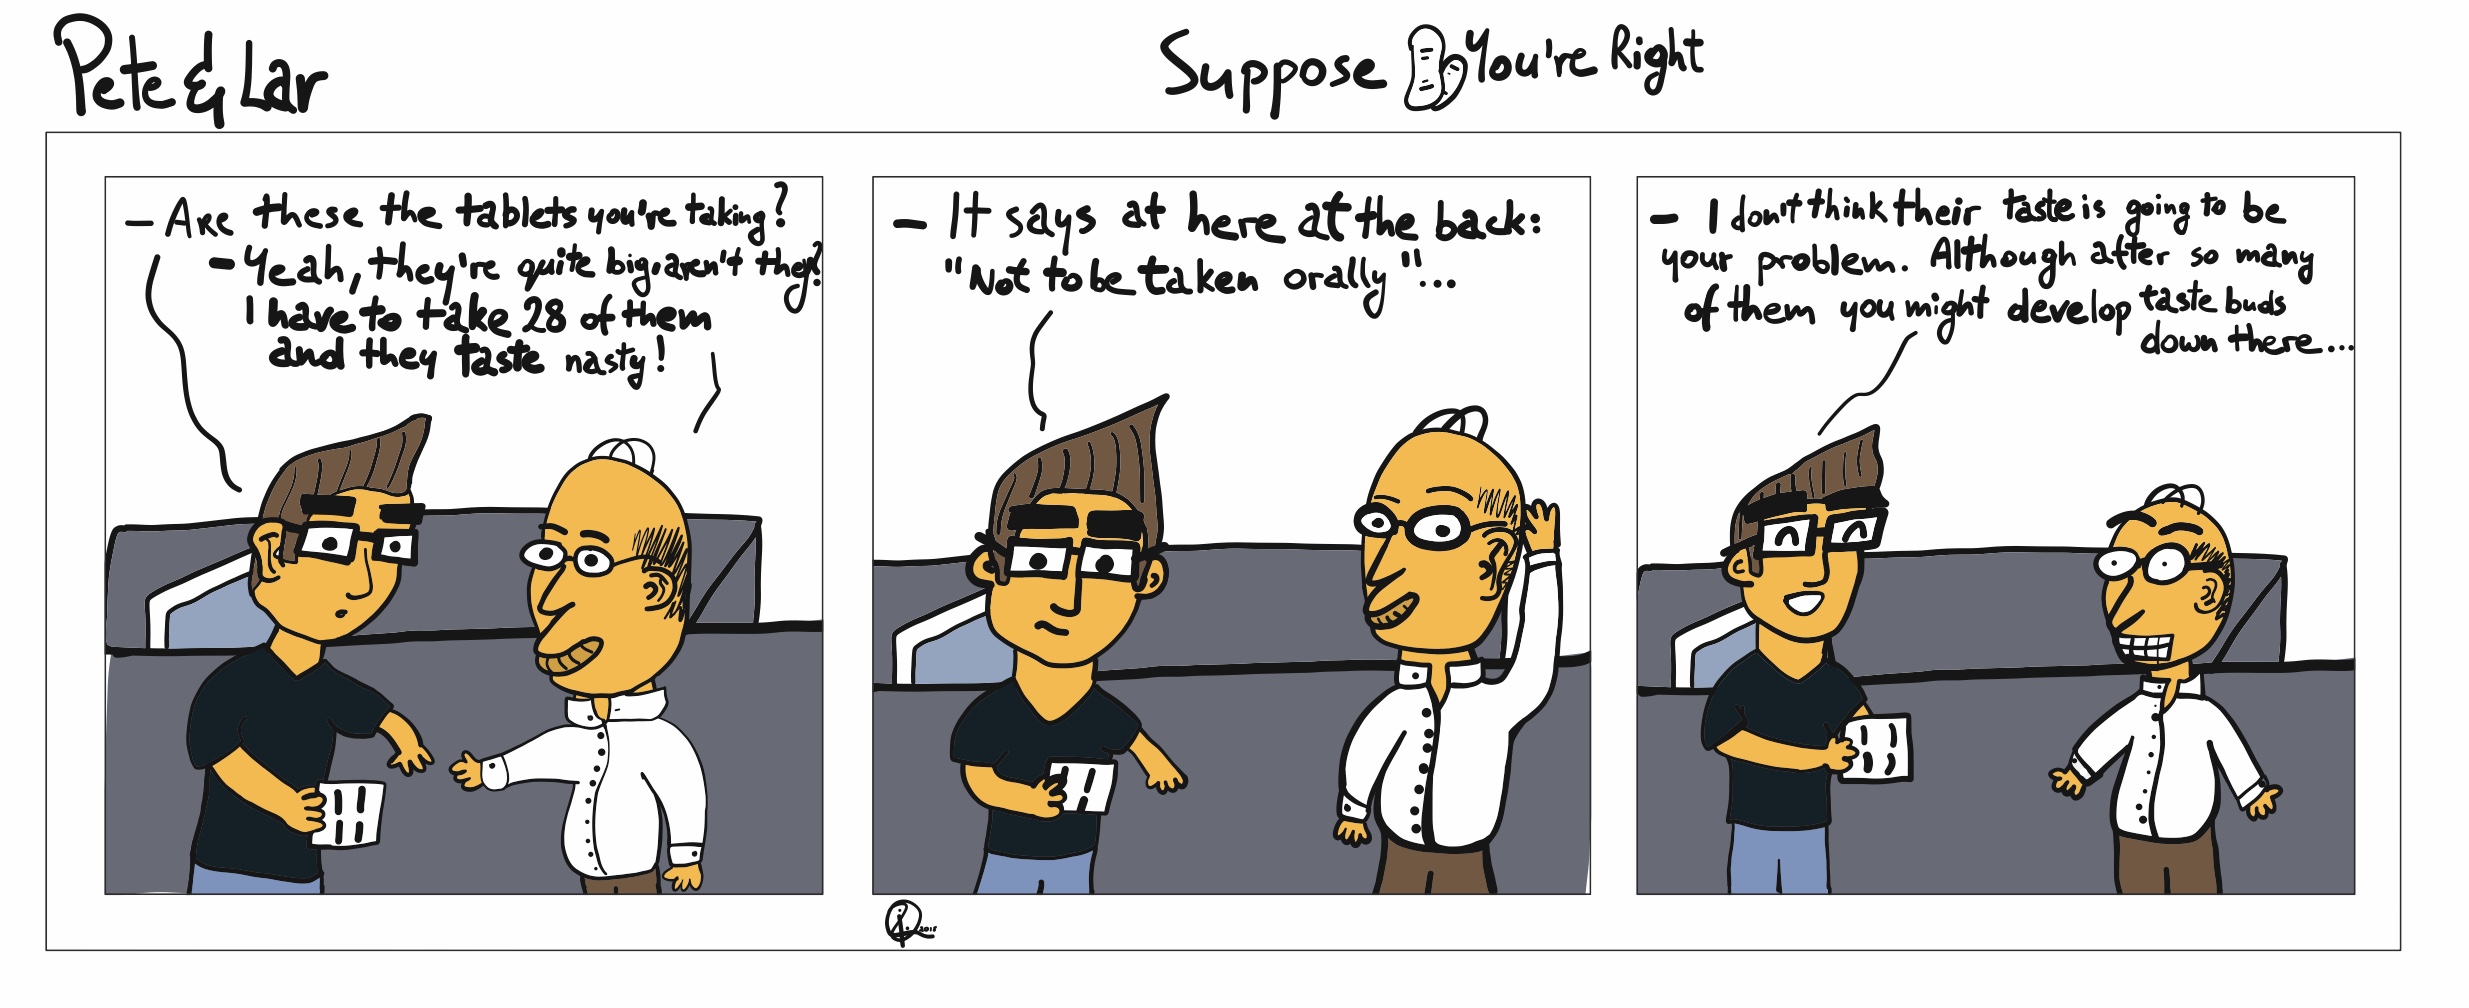 Pete & Lar
Suppose You're Right
- Are these the tablets you're taking?
- Yeah, they're quite big, aren't they?
I have to take 28 of them
and they taste nasty!
- It says at here at the back:
"Not to be taken orally"...
- I don't think their taste is going to be
your problem. Although after so many
of them you might develop taste buds
down there...
2018